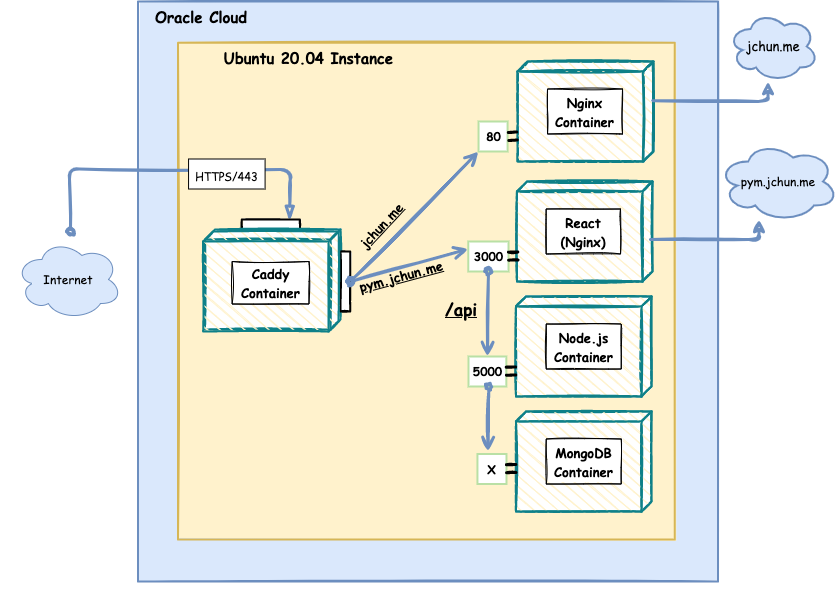 Oracle Cloud
Ubuntu 20.04 Instance
jchun.me
Nginx
Container
80
HTTPS/443
pym.jchun.me
jchun.me
React
(Nginx)
3000
pym.jchun.me
Internet
Caddy
Container
/api
Node.js
Container
5000
MongoDB
Container
X